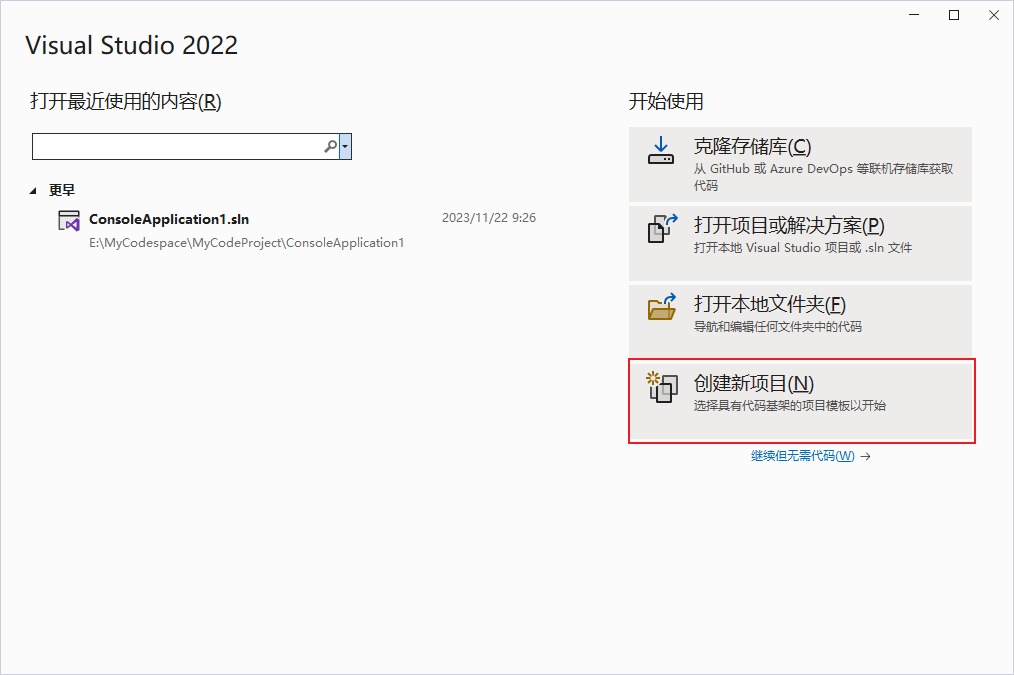 Visual Studio 2022
打开最近使用的内容(R)
更早
ConsoleApplication1.sln
2023/11/22 9:26
E:\MyCodespace\MyCodeProject\ConsoleApplication1
开始使用
克隆存储库(C)
从 GitHub 或 Azure DevOps 等联机存储库获取
代码
打开项目或解决方案(P)
打开本地 Visual Studio 项目或 .sln 文件
打开本地文件夹(F)
导航和编辑任何文件夹中的代码
创建新项目(N)
选择具有代码基架的项目模板以开始
继续但无需代码(W) →